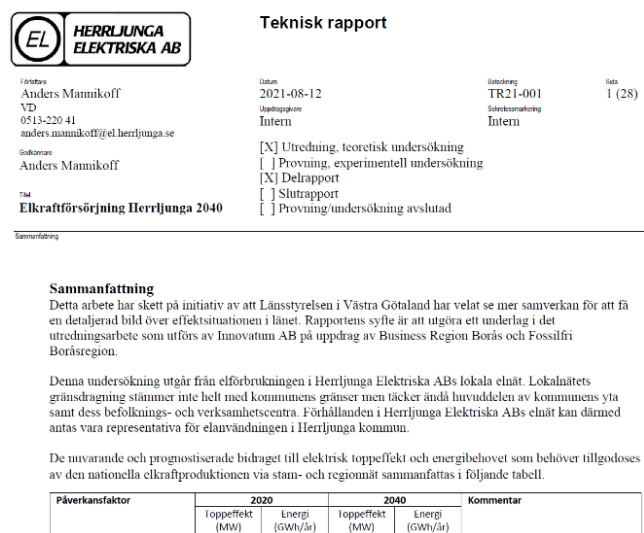 EL HERRLJUNGA
ELEKTRISKA AB
Teknisk rapport
Författare
Anders Mannikoff
VD
0513-220 41
anders.mannikoff@el.herrljunga.se
Datum
2021-08-12
Beteckning
TR21-001
Sida
1 (28)
Uppdragsgivare
Intern
Sekretessmarkering
Intern
Godkännare
Anders Mannikoff
[X] Utredning, teoretisk undersökning
[ ] Provning, experimentell undersökning
[X] Delrapport
[ ] Slutrapport
[ ] Provning/undersökning avslutad
Titel
Elkraftförsörjning Herrljunga 2040
Sammanfattning
Sammanfattning
Detta arbete har skett på initiativ av att Länsstyrelsen i Västra Götaland har velat se mer samverkan för att få
en detaljerad bild över effektsituationen i länet. Rapportens syfte är att utgöra ett underlag i det
utredningsarbete som utförs av Innovatum AB på uppdrag av Business Region Borås och Fossilfri
Boråsregion.
Denna undersökning utgår från elförbrukningen i Herrljunga Elektriska ABs lokala elnät. Lokalnätets
gränsdragning stämmer inte helt med kommunens gränser men täcker ändå huvuddelen av kommunens yta
samt dess befolknings- och verksamhetscentra. Förhållanden i Herrljunga Elektriska ABs elnät kan därmed
antas vara representativa för elanvändningen i Herrljunga kommun.
De nuvarande och prognostiserade bidraget till elektrisk toppeffekt och energibehovet som behöver tillgodoses
av den nationella elkraftproduktionen via stam- och regionnät sammanfattas i följande tabell.
Påverkansfaktor 2020 2040 Kommentar
Toppeffekt Energi Toppeffekt Energi
(MW) (GWh/år) (MW) (GWh/år)